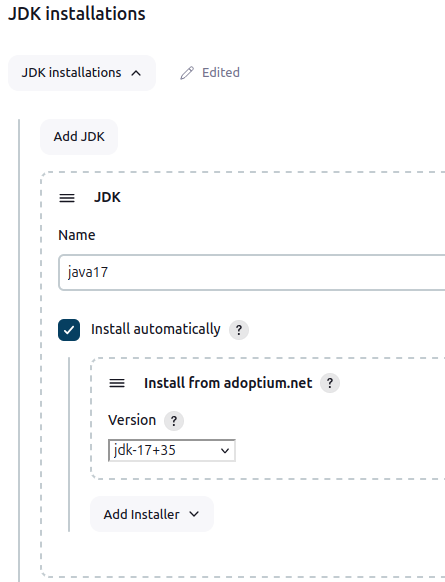 JDK installations
JDK installations
Edited
Add JDK
JDK
Name
java17
Install automatically ?
Install from adoptium.net ?
Version ?
jdk-17+35
Add Installer